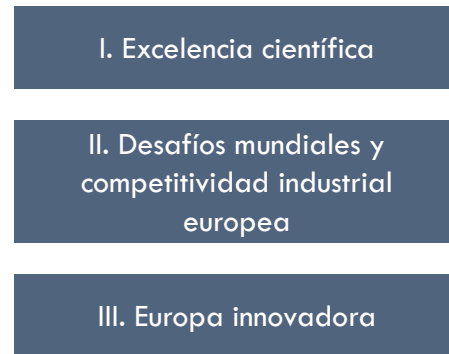 I. Excelencia científica
II. Desafíos mundiales y
competitividad industrial
europea
III. Europa innovadora